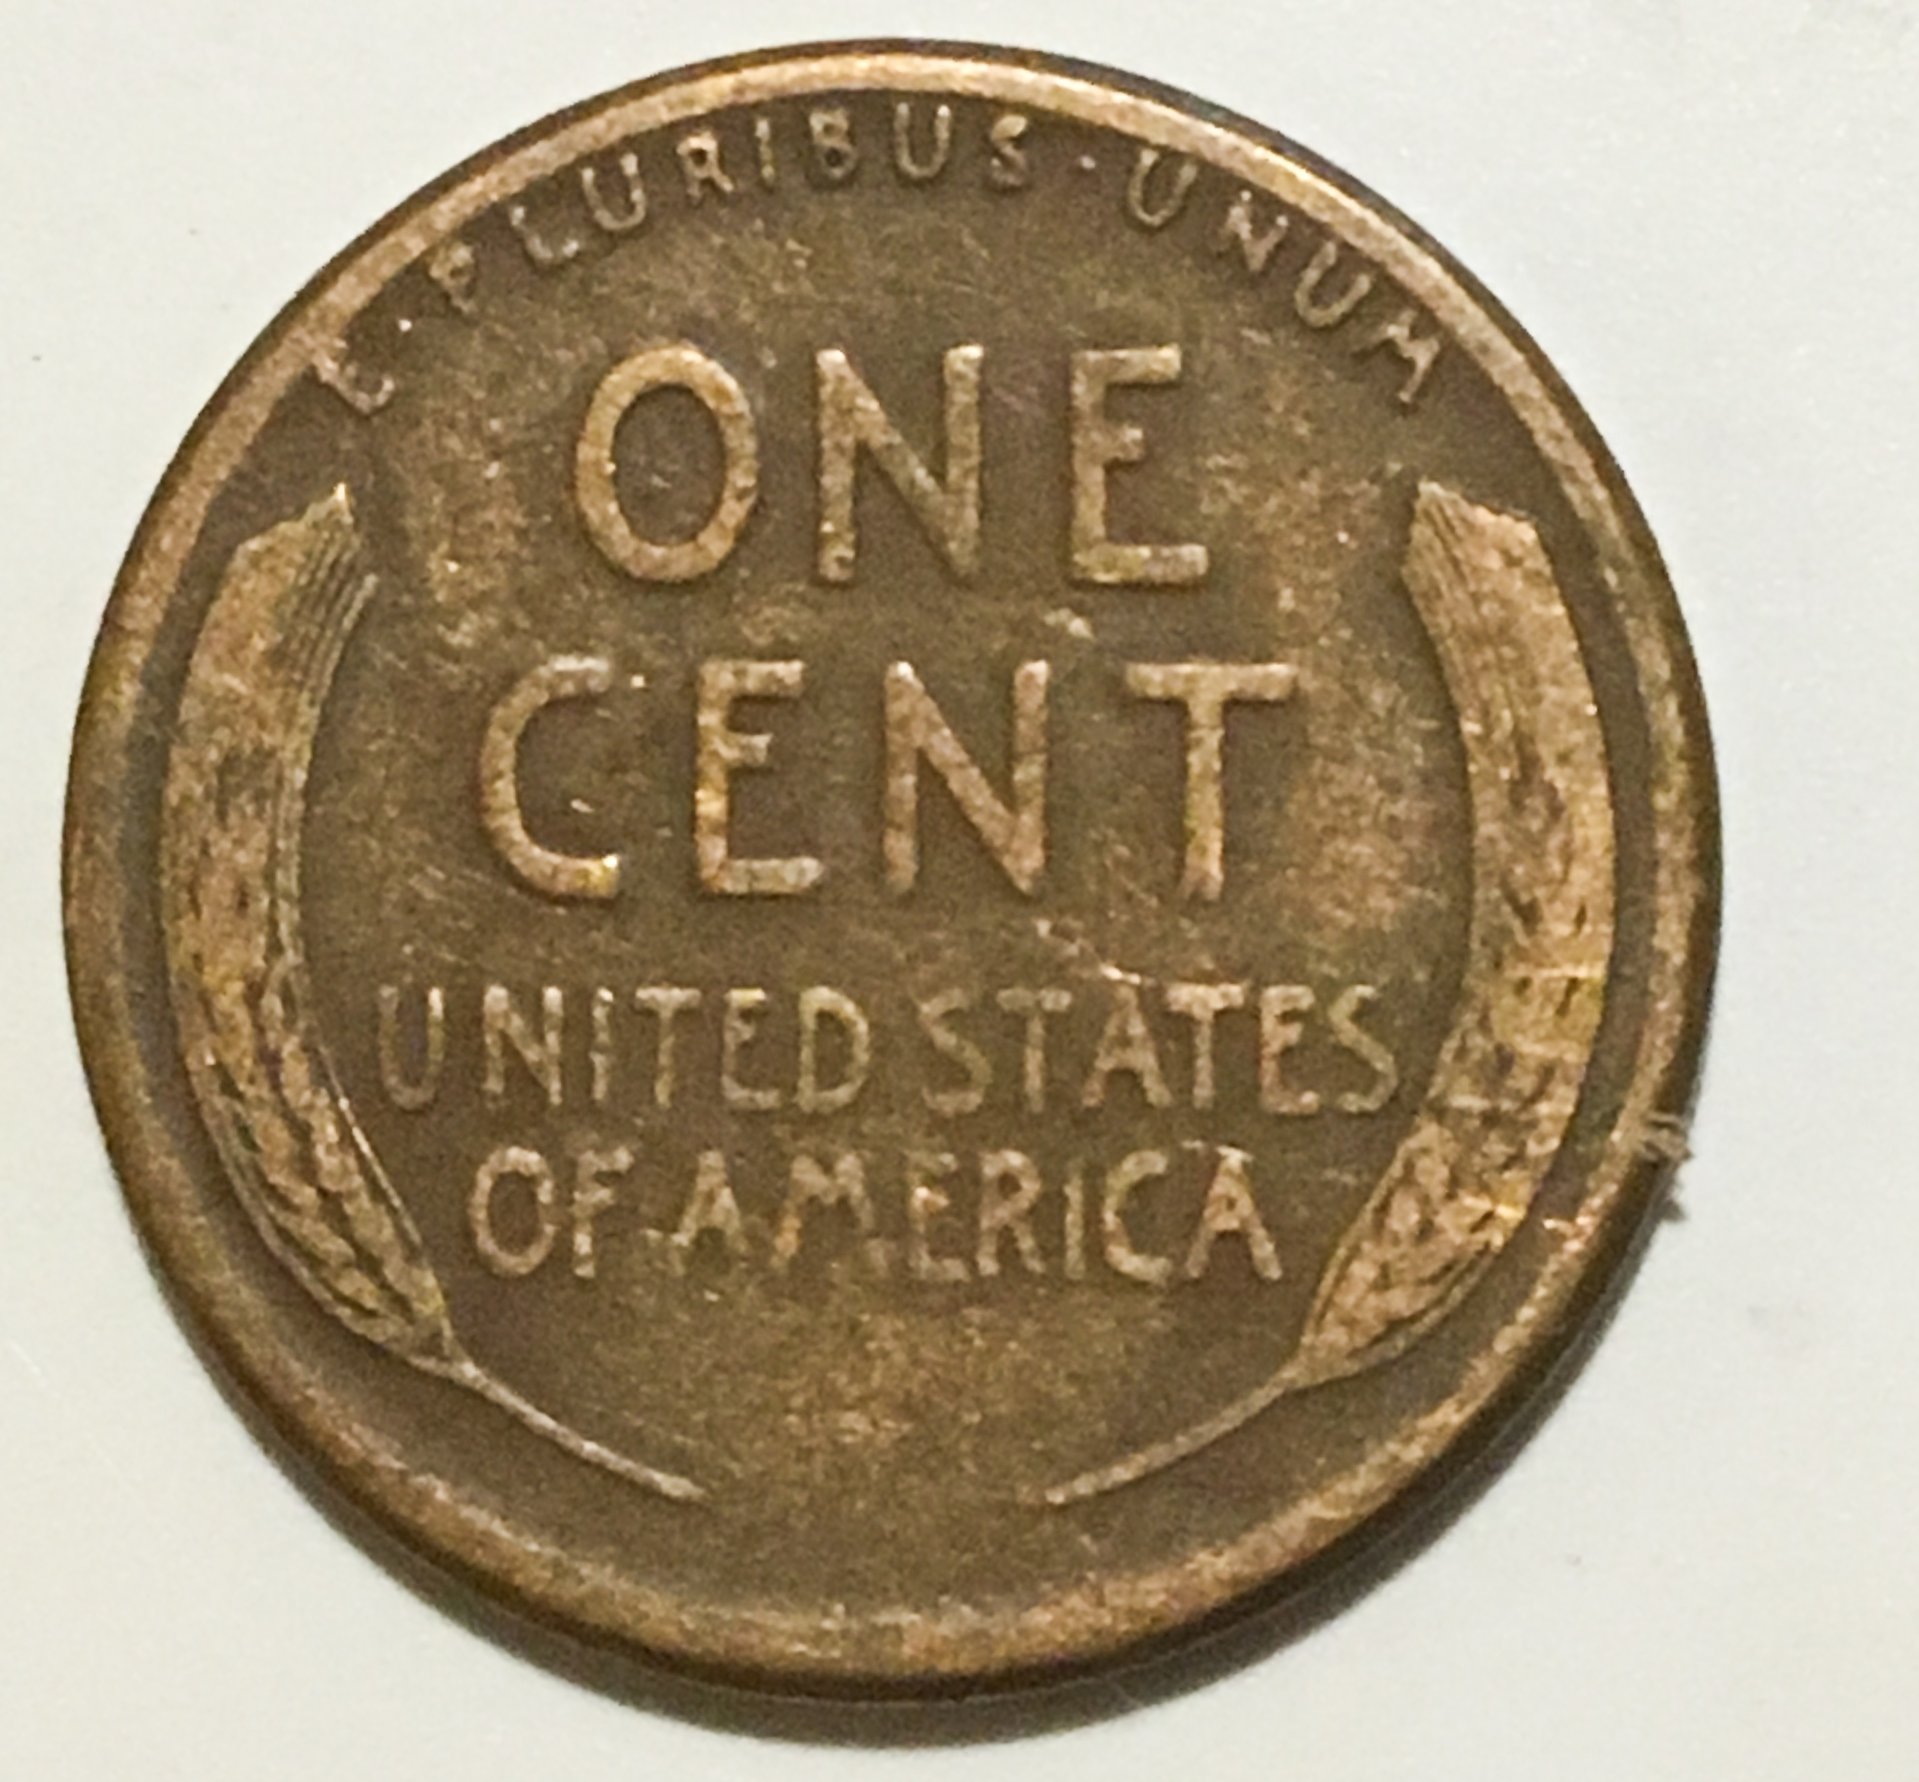 E · PLURIBUS · UNUM
ONE
CENT
UNITED STATES
OF AMERICA